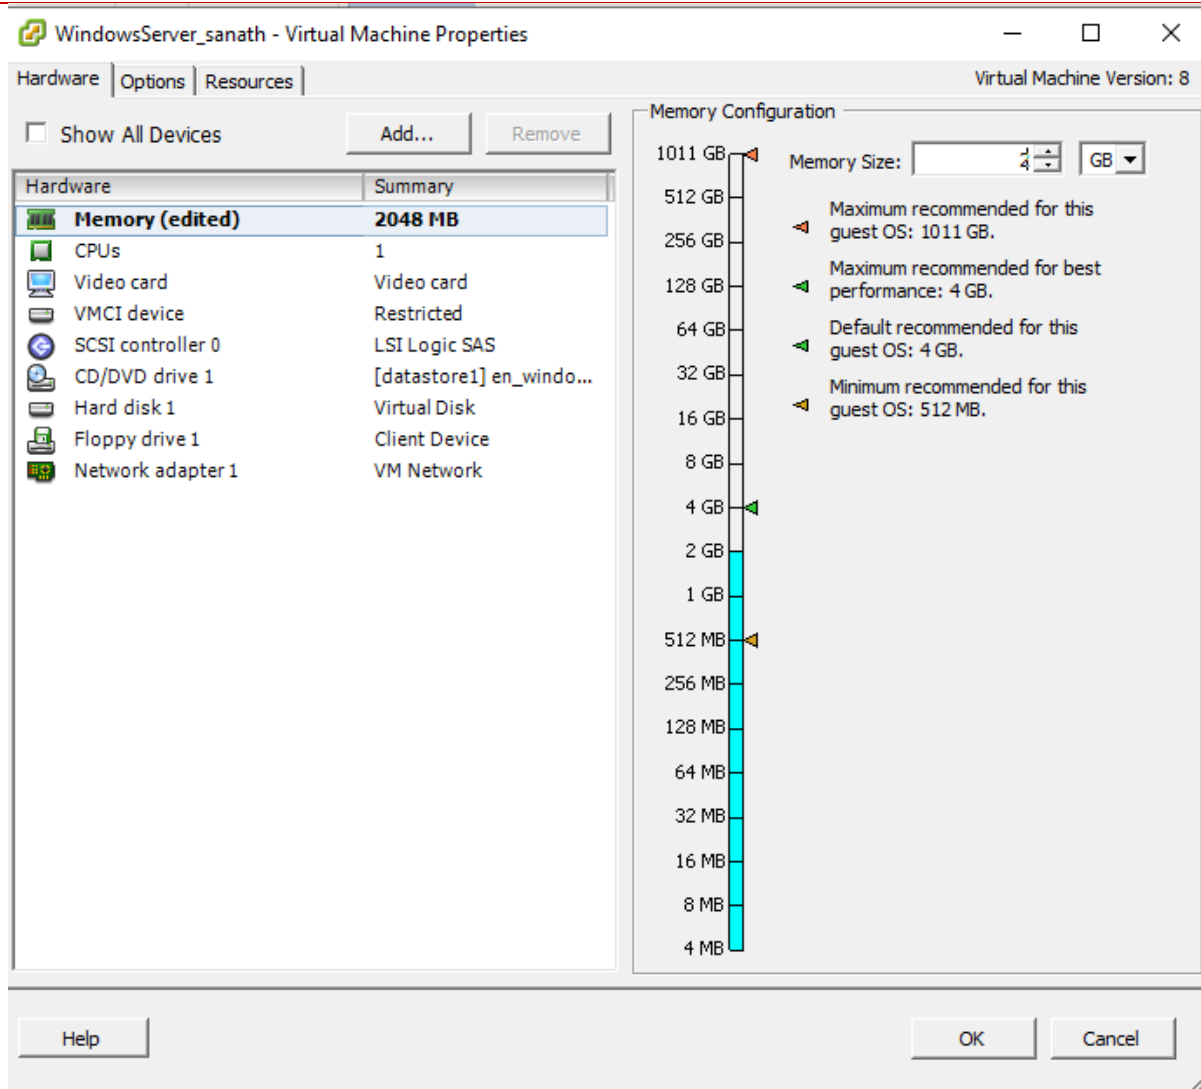 WindowsServer_sanath - Virtual Machine Properties
Hardware Options Resources Virtual Machine Version: 8
Show All Devices Add... Remove
Hardware Summary
Memory (edited) 2048 MB
CPUs 1
Video card Video card
VMCI device Restricted
SCSI controller 0 LSI Logic SAS
CD/DVD drive 1 [datastore1] en_windo...
Hard disk 1 Virtual Disk
Floppy drive 1 Client Device
Network adapter 1 VM Network
Memory Configuration
1011 GB
512 GB
256 GB
128 GB
64 GB
32 GB
16 GB
8 GB
4 GB
2 GB
1 GB
512 MB
256 MB
128 MB
64 MB
32 MB
16 MB
8 MB
4 MB
Memory Size: GB
Maximum recommended for this
guest OS: 1011 GB.
Maximum recommended for best
performance: 4 GB.
Default recommended for this
guest OS: 4 GB.
Minimum recommended for this
guest OS: 512 MB.
Help OK Cancel